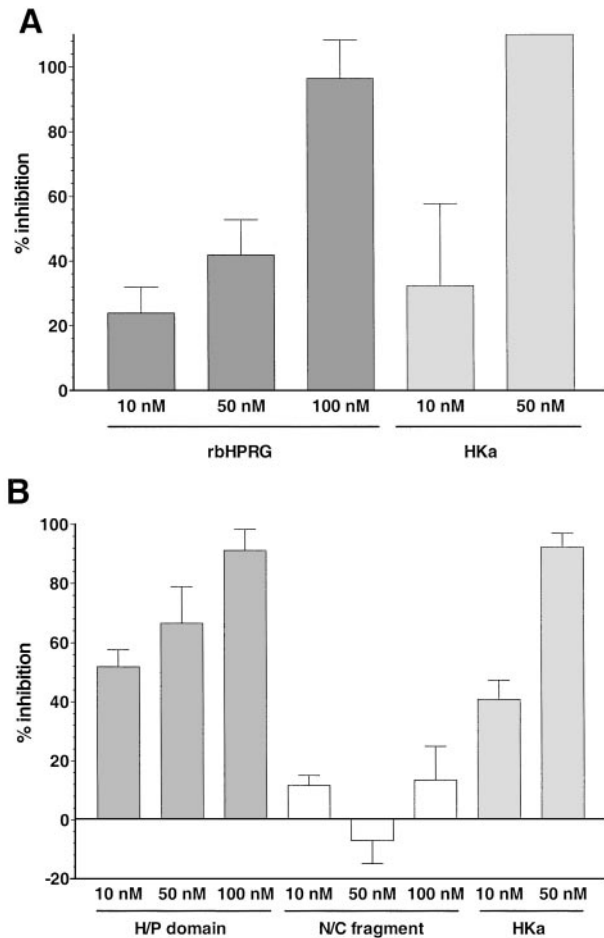 A
% inhibition
100
80
60
40
20
0
10 nM 50 nM 100 nM 10 nM 50 nM
rbHPRG HKa
B
% inhibition
100
80
60
40
20
0
-20
10 nM 50 nM 100 nM 10 nM 50 nM 100 nM 10 nM 50 nM
H/P domain N/C fragment HKa